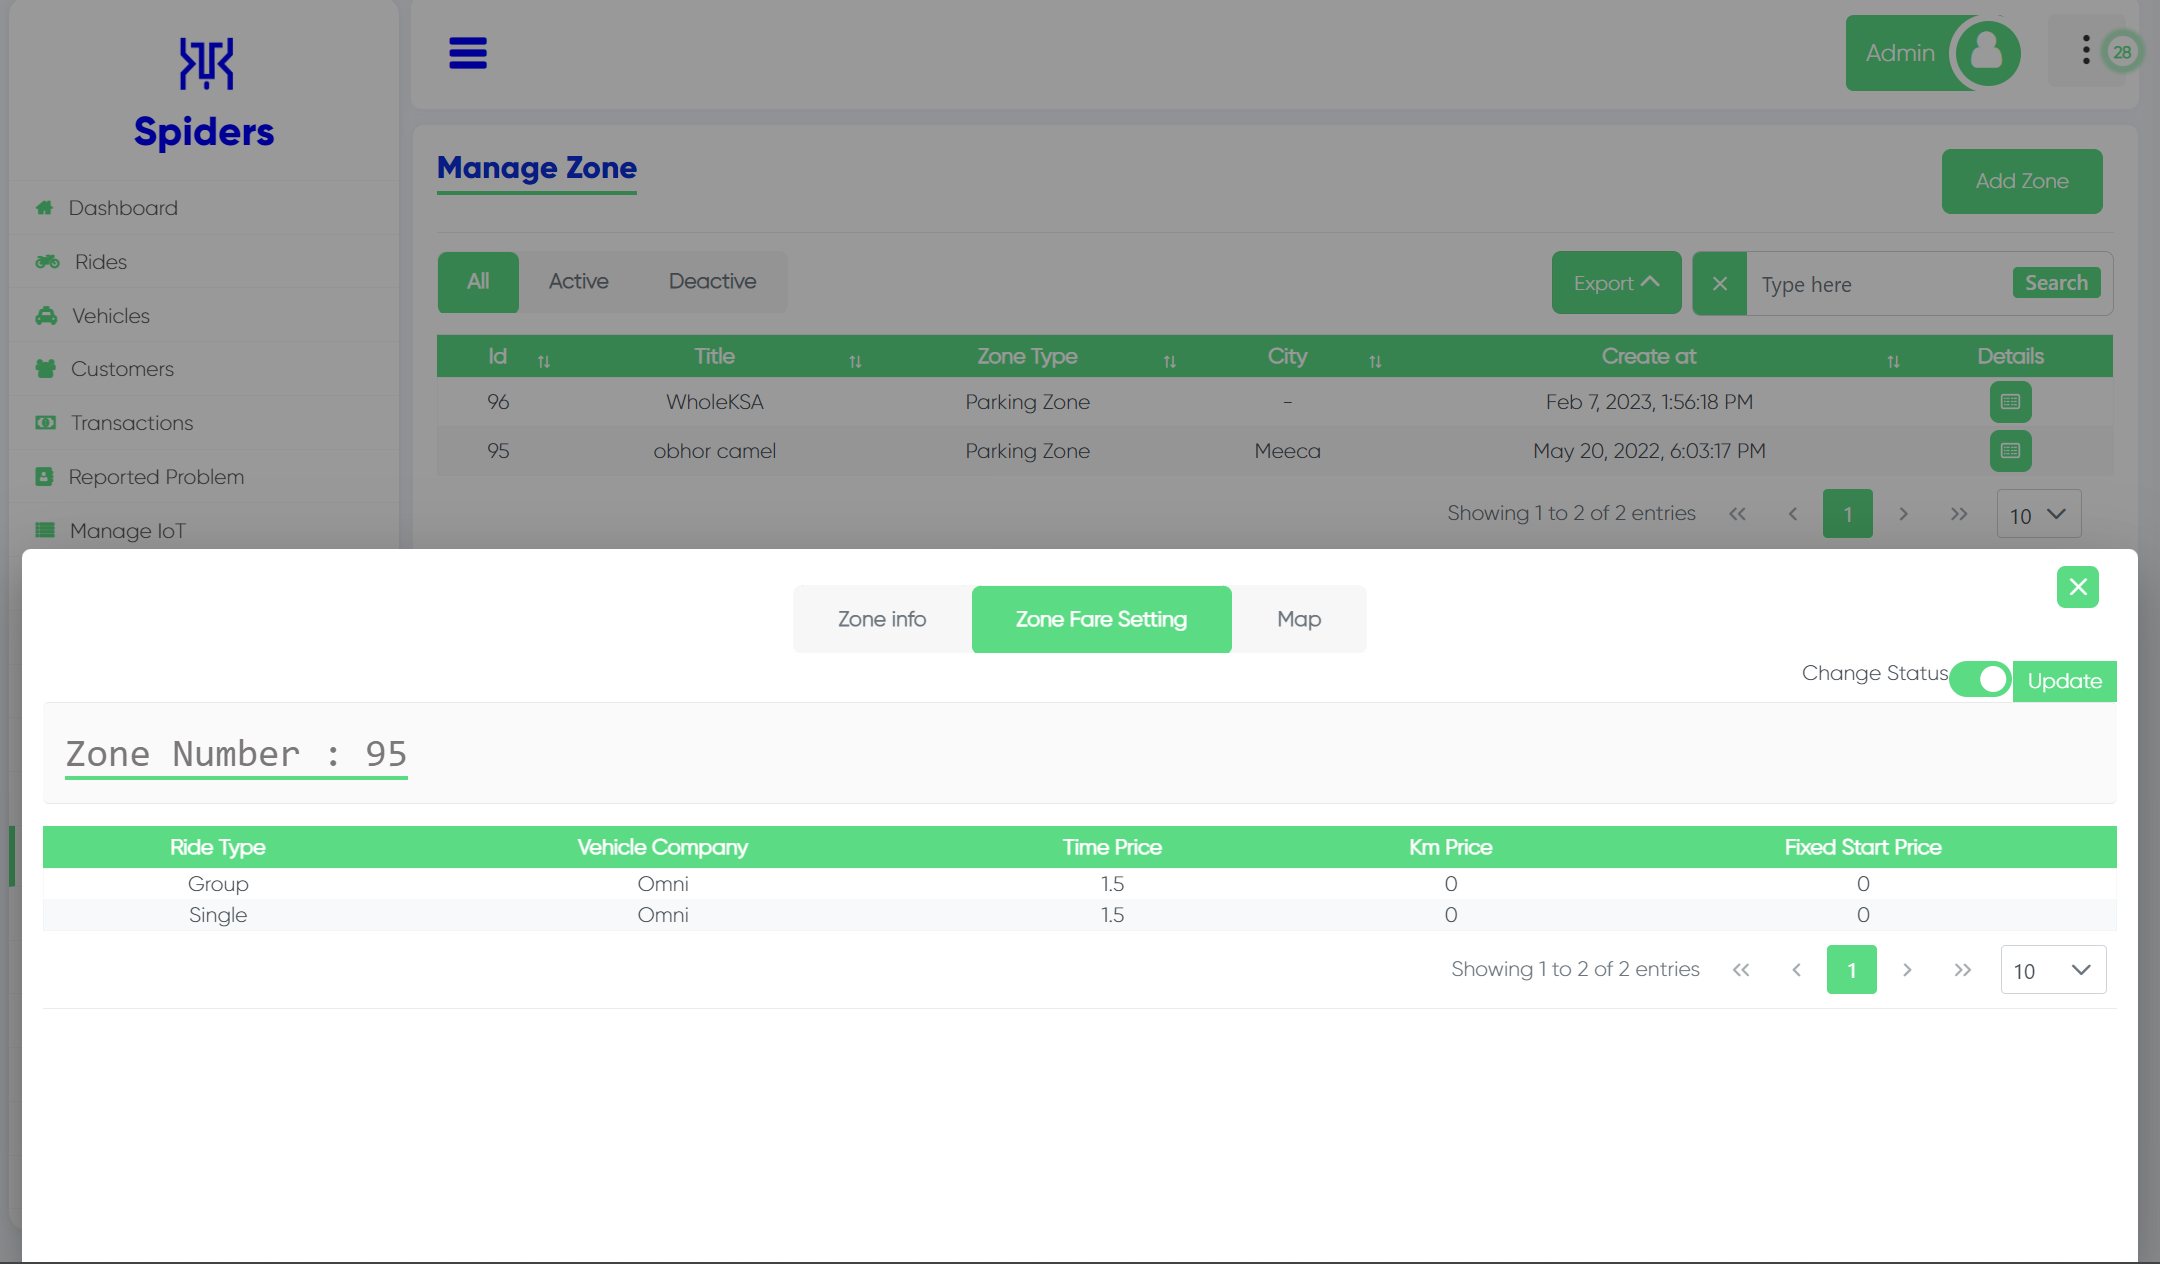 Spiders
Dashboard
Rides
Vehicles
Customers
Transactions
Reported Problem
Manage IoT
Admin
28
Manage Zone
Add Zone
All Active Deactive
Export Type here Search
Id Title Zone Type City Create at Details
96 WholeKSA Parking Zone - Feb 7, 2023, 1:56:18 PM
95 obhor camel Parking Zone Meeca May 20, 2022, 6:03:17 PM
Showing 1 to 2 of 2 entries << < 1 > >> 10
Zone info Zone Fare Setting Map
Change Status Update
Zone Number : 95
Ride Type Vehicle Company Time Price Km Price Fixed Start Price
Group Omni 1.5 0 0
Single Omni 1.5 0 0
Showing 1 to 2 of 2 entries << < 1 > >> 10